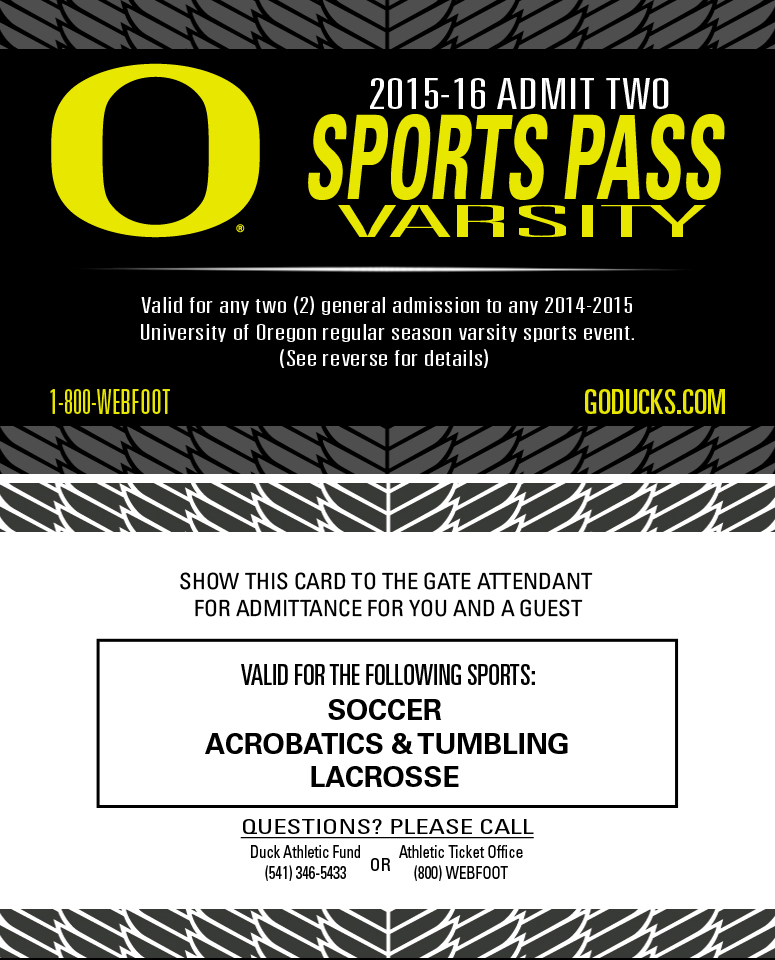 O®
2015-16 ADMIT TWO
SPORTS PASS
VARSITY
Valid for any two (2) general admission to any 2014-2015
University of Oregon regular season varsity sports event.
(See reverse for details)
1-800-WEBFOOT
GODUCKS.COM
SHOW THIS CARD TO THE GATE ATTENDANT
FOR ADMITTANCE FOR YOU AND A GUEST
VALID FOR THE FOLLOWING SPORTS:
SOCCER
ACROBATICS & TUMBLING
LACROSSE
QUESTIONS? PLEASE CALL
Duck Athletic Fund
(541) 346-5433
OR
Athletic Ticket Office
(800) WEBFOOT